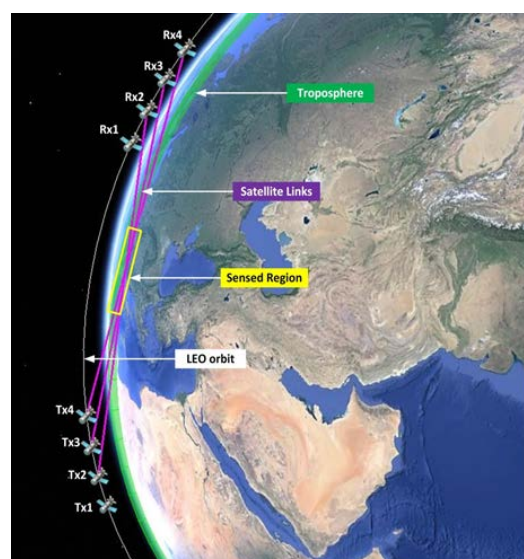 Rx4
Rx3
Rx2
Rx1
Troposphere
Satellite Links
Sensed Region
LEO orbit
Tx4
Tx3
Tx2
Tx1